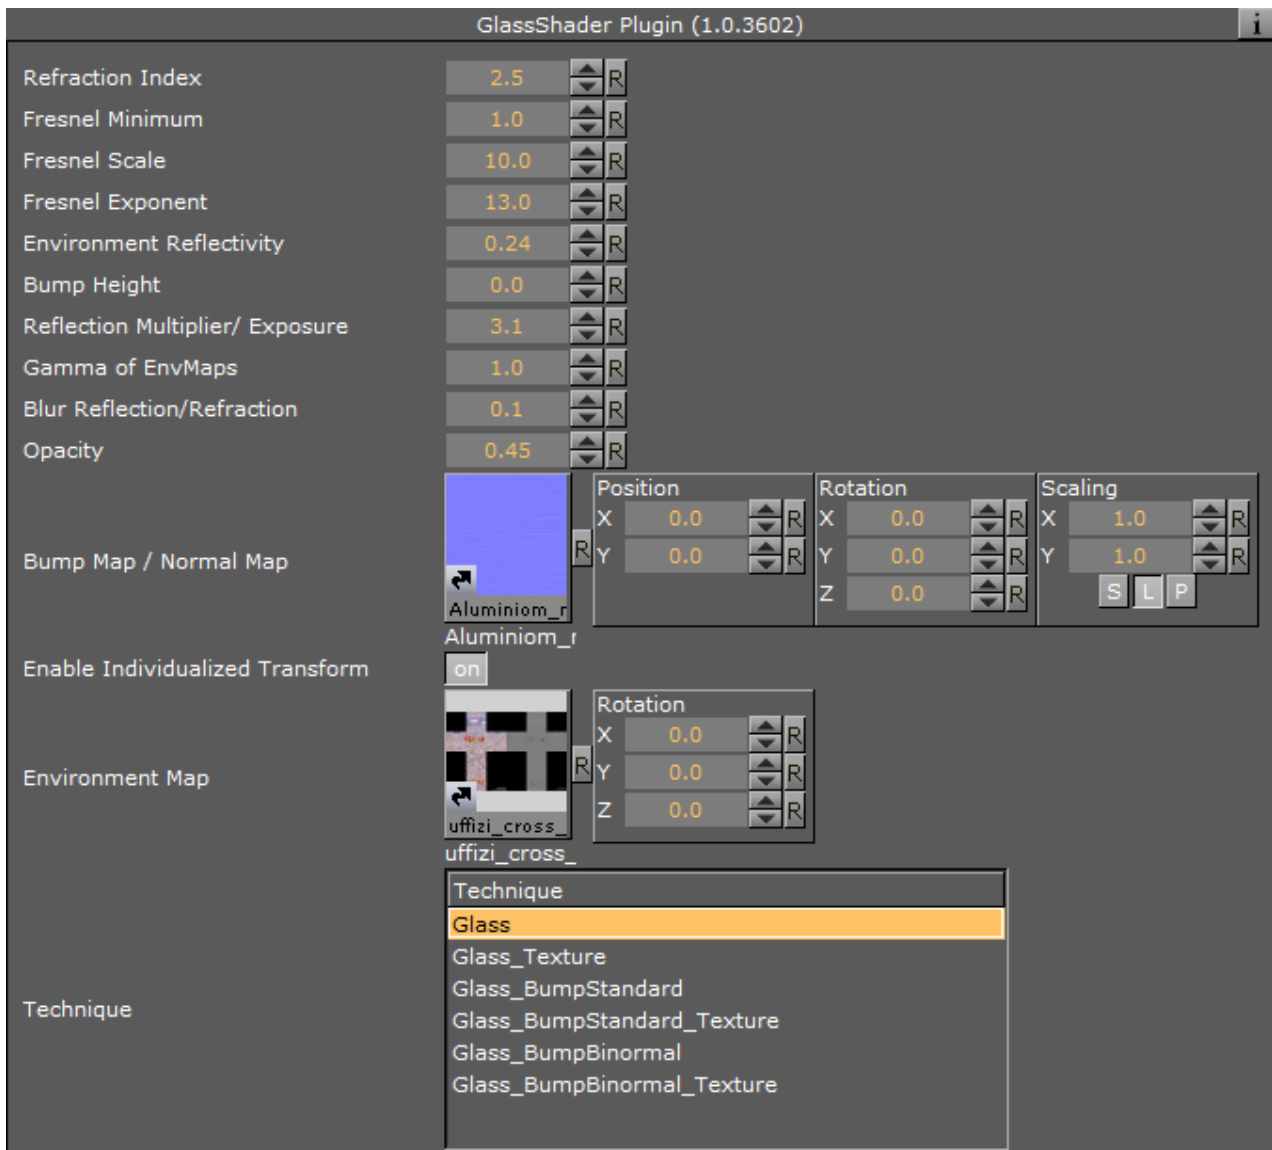 GlassShader Plugin (1.0.3602) i
Refraction Index 2.5 R
Fresnel Minimum 1.0 R
Fresnel Scale 10.0 R
Fresnel Exponent 13.0 R
Environment Reflectivity 0.24 R
Bump Height 0.0 R
Reflection Multiplier/ Exposure 3.1 R
Gamma of EnvMaps 1.0 R
Blur Reflection/Refraction 0.1 R
Opacity 0.45 R
Position Rotation Scaling
X 0.0 R X 0.0 R X 1.0 R
Bump Map / Normal Map R Y 0.0 R Y 0.0 R Y 1.0 R
Z 0.0 R S L P
Aluminiom_r
Aluminiom_r
Enable Individualized Transform on
Rotation
X 0.0 R
Environment Map R Y 0.0 R
Z 0.0 R
uffizi_cross_
uffizi_cross_
Technique
Glass
Glass_Texture
Glass_BumpStandard
Technique
Glass_BumpStandard_Texture
Glass_BumpBinormal
Glass_BumpBinormal_Texture